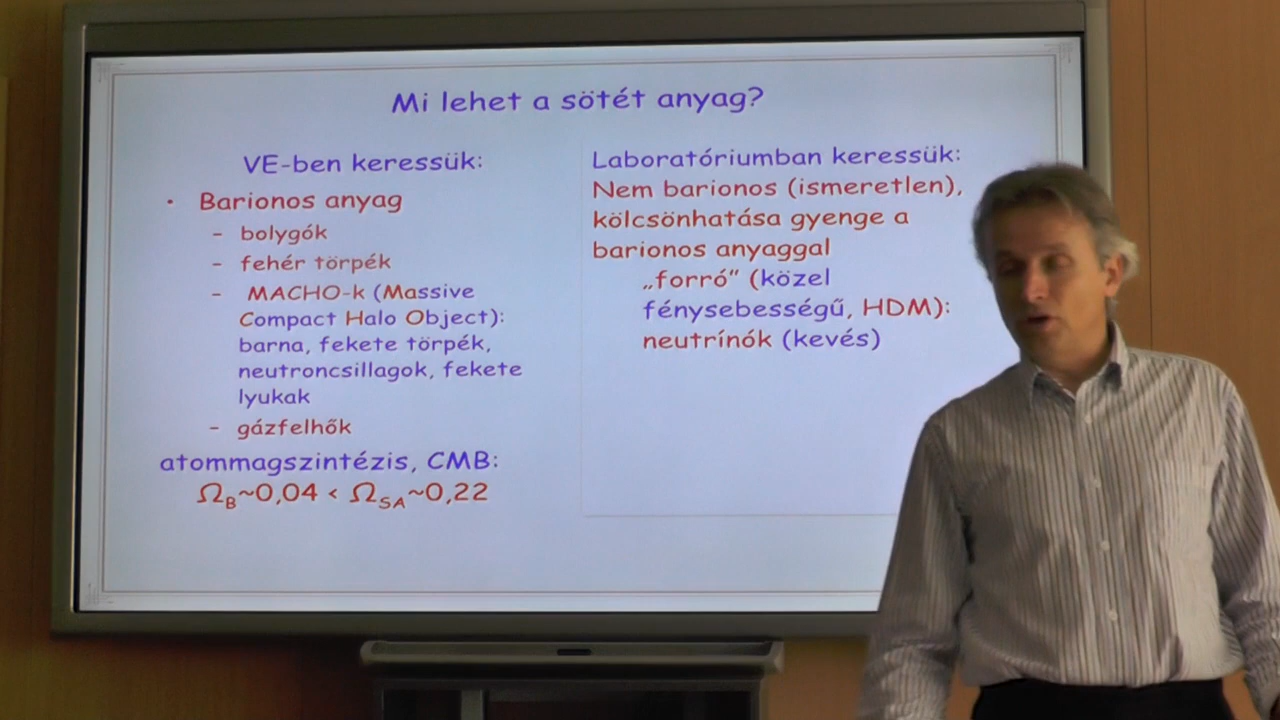 Mi lehet a sötét anyag?
VE-ben keressük:
• Barionos anyag
– bolygók
– fehér törpék
– MACHO-k (Massive
Compact Halo Object):
barna, fekete törpék,
neutroncsillagok, fekete
lyukak
– gázfelhők
atommagszintézis, CMB:
Ω_B~0,04 < Ω_SA~0,22
Laboratóriumban keressük:
Nem barionos (ismeretlen),
kölcsönhatása gyenge a
barionos anyaggal
„forró” (közel
fénysebességű, HDM):
neutrínók (kevés)